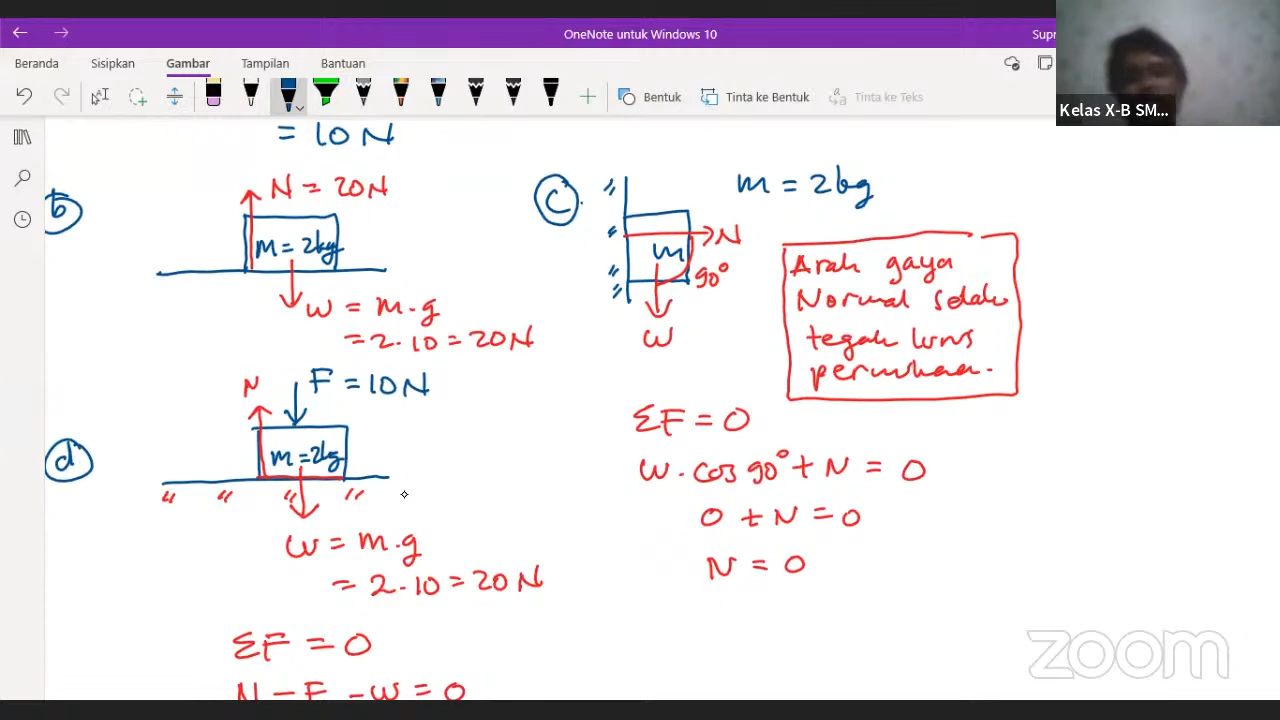 OneNote untuk Windows 10
Supr
Beranda
Sisipkan
Gambar
Tampilan
Bantuan
Bentuk
Tinta ke Bentuk
Tinta ke Teks
Kelas X-B SM...
= 10 N
b
N = 20N
m = 2kg
W = m.g
= 2.10 = 20N
c
m = 2kg
N
m
90°
W
Arah gaya
Normal selalu
tegak lurus
permukaan.
d
N
F = 10N
m = 2kg
W = m.g
= 2.10 = 20N
ΣF = 0
N - F - W = 0
ΣF = 0
W. cos 90° + N = 0
0 + N = 0
N = 0
zoom